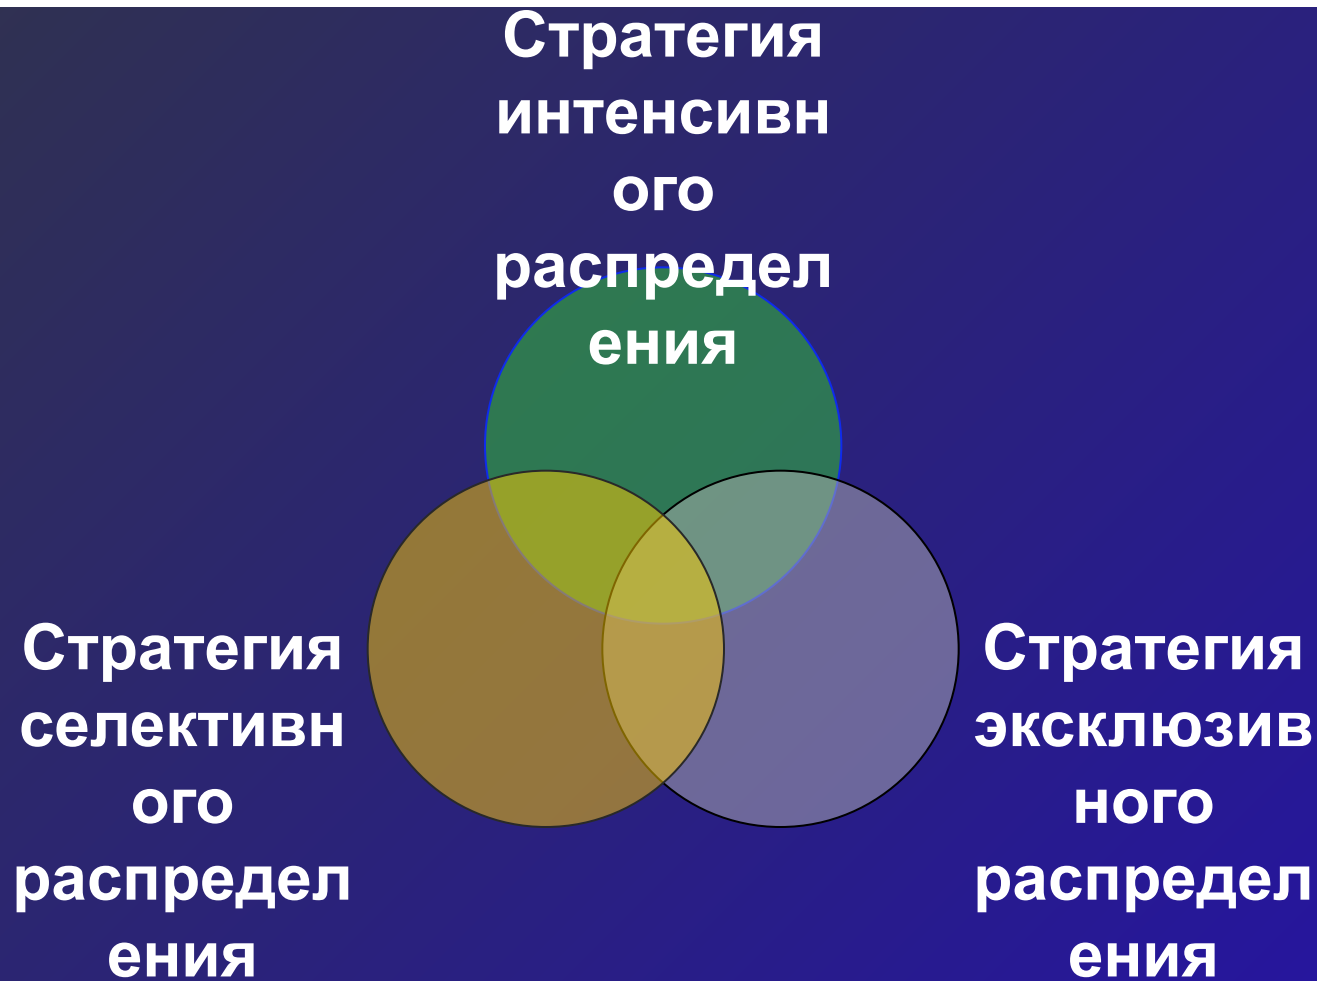 Стратегия
интенсивн
ого
распредел
ения
Стратегия
селективн
ого
распредел
ения
Стратегия
эксклюзив
ного
распредел
ения